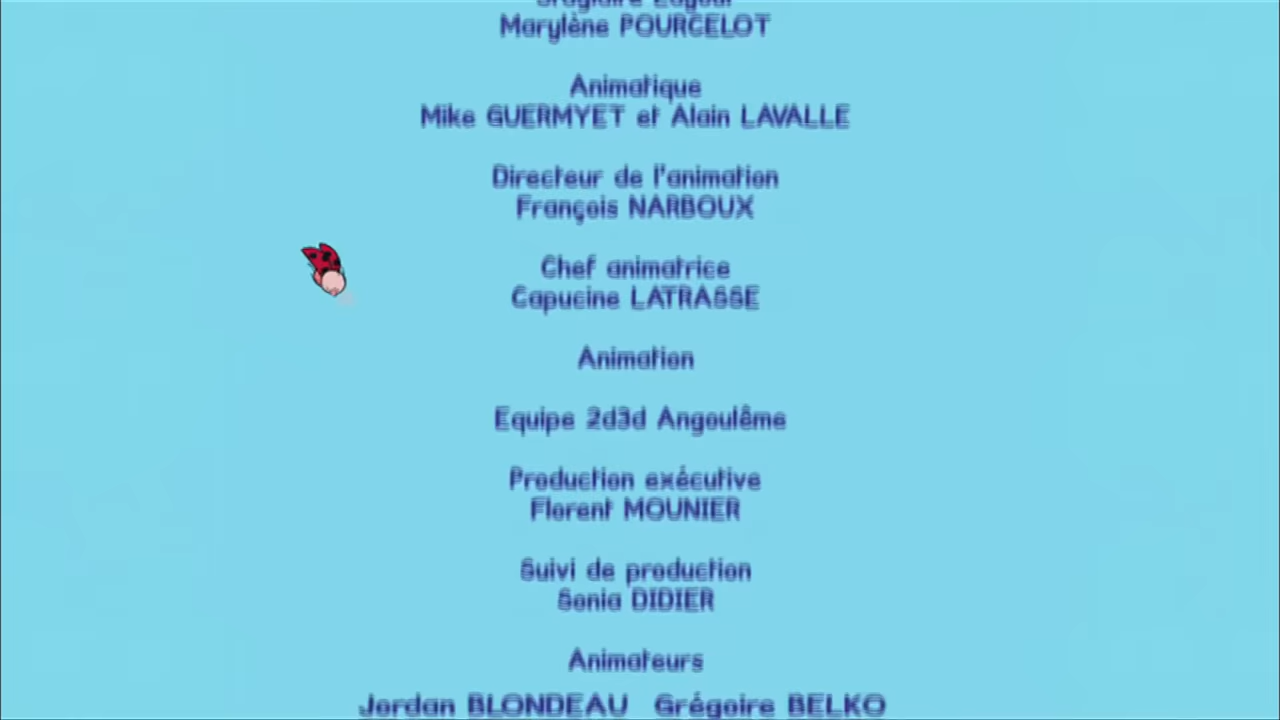 Marylène POURCELOT
Animatique
Mike GUERMYET et Alain LAVALLE
Directeur de l'animation
François NARBOUX
Chef animatrice
Capucine LATRASSE
Animation
Equipe 2d3d Angoulême
Production exécutive
Florent MOUNIER
Suivi de production
Sonia DIDIER
Animateurs
Jordan BLONDEAU Grégoire BELKO